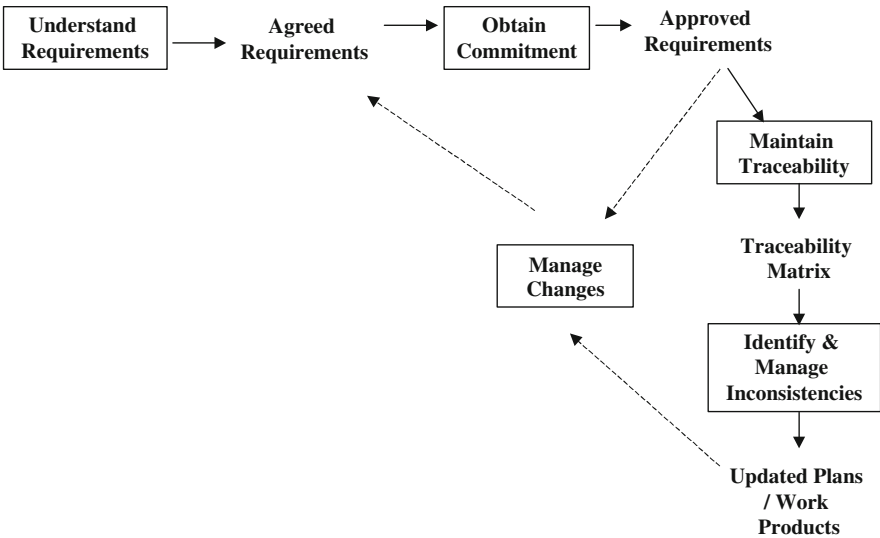 Understand
Requirements
Agreed
Requirements
Obtain
Commitment
Approved
Requirements
Maintain
Traceability
Traceability
Matrix
Manage
Changes
Identify &
Manage
Inconsistencies
Updated Plans
/ Work
Products